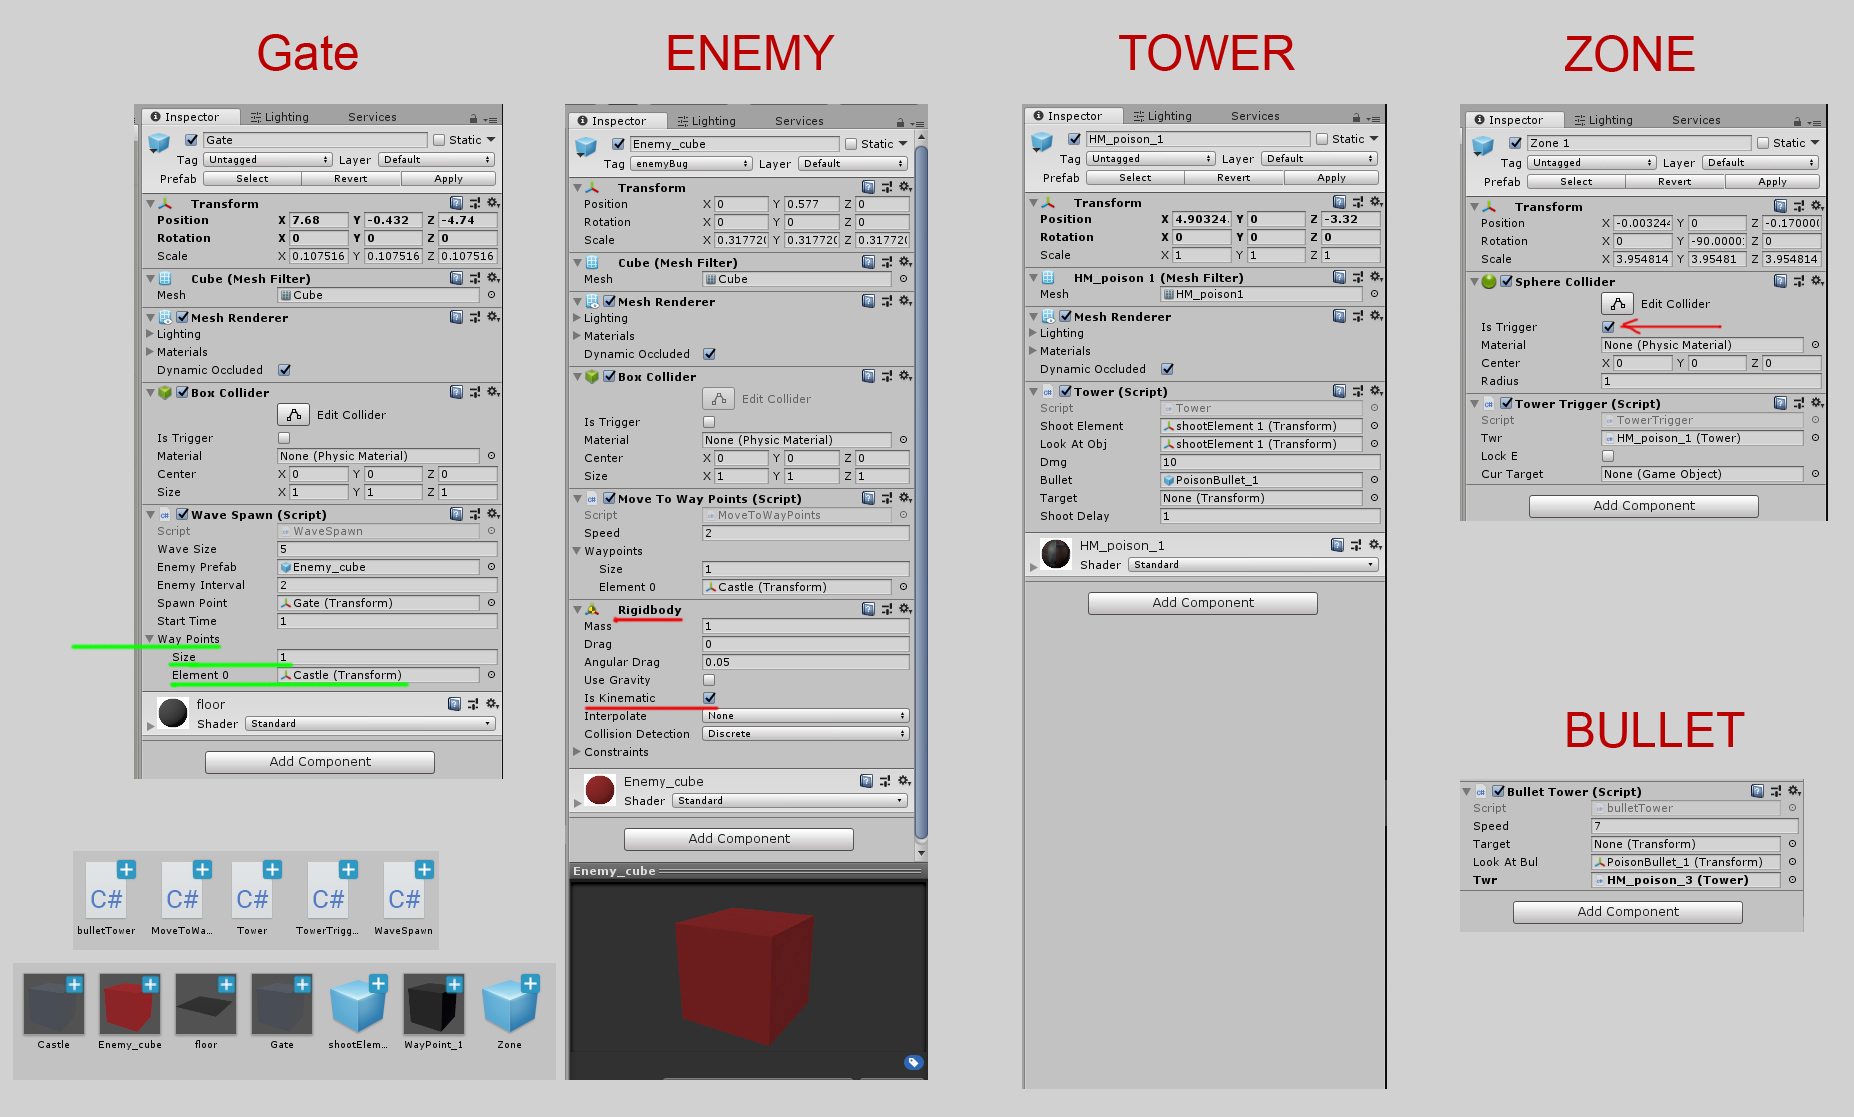 Gate
ENEMY
TOWER
ZONE
Inspector Lighting Services
Gate Static
Tag Untagged Layer Default
Prefab Select Revert Apply
Transform
Position X 7.68 Y -0.432 Z -4.74
Rotation X 0 Y 0 Z 0
Scale X 0.107516 Y 0.107516 Z 0.107516
Cube (Mesh Filter)
Mesh Cube
Mesh Renderer
Lighting
Materials
Dynamic Occluded
Box Collider
Edit Collider
Is Trigger
Material None (Physic Material)
Center X 0 Y 0 Z 0
Size X 1 Y 1 Z 1
Wave Spawn (Script)
Script WaveSpawn
Wave Size 5
Enemy Prefab Enemy_cube
Enemy Interval 2
Spawn Point Gate (Transform)
Start Time 1
Way Points
Size 1
Element 0 Castle (Transform)
floor
Shader Standard
Add Component
Inspector Lighting Services
Enemy_cube Static
Tag enemyBug Layer Default
Transform
Position X 0 Y 0.577 Z 0
Rotation X 0 Y 0 Z 0
Scale X 0.31772( Y 0.31772( Z 0.31772(
Cube (Mesh Filter)
Mesh Cube
Mesh Renderer
Lighting
Materials
Dynamic Occluded
Box Collider
Edit Collider
Is Trigger
Material None (Physic Material)
Center X 0 Y 0 Z 0
Size X 1 Y 1 Z 1
Move To Way Points (Script)
Script MoveToWayPoints
Speed 2
Waypoints
Size 1
Element 0 Castle (Transform)
Rigidbody
Mass 1
Drag 0
Angular Drag 0.05
Use Gravity
Is Kinematic
Interpolate None
Collision Detection Discrete
Constraints
Enemy_cube
Shader Standard
Add Component
Enemy_cube
Inspector Lighting Services
HM_poison_1 Static
Tag Untagged Layer Default
Prefab Select Revert Apply
Transform
Position X 4.90324. Y 0 Z -3.32
Rotation X 0 Y 0 Z 0
Scale X 1 Y 1 Z 1
HM_poison 1 (Mesh Filter)
Mesh HM_poison1
Mesh Renderer
Lighting
Materials
Dynamic Occluded
Tower (Script)
Script Tower
Shoot Element shootElement 1 (Transform)
Look At Obj shootElement 1 (Transform)
Dmg 10
Bullet PoisonBullet_1
Target None (Transform)
Shoot Delay 1
HM_poison_1
Shader Standard
Add Component
Inspector Lighting Services
Zone 1 Static
Tag Untagged Layer Default
Prefab Select Revert Apply
Transform
Position X -0.00324 Y 0 Z -0.17000
Rotation X 0 Y -90.0000 Z 0
Scale X 3.954814 Y 3.95481 Z 3.954814
Sphere Collider
Edit Collider
Is Trigger
Material None (Physic Material)
Center X 0 Y 0 Z 0
Radius 1
Tower Trigger (Script)
Script TowerTrigger
Twr HM_poison_1 (Tower)
Lock E
Cur Target None (Game Object)
Add Component
BULLET
Bullet Tower (Script)
Script bulletTower
Speed 7
Target None (Transform)
Look At Bul PoisonBullet_1 (Transform)
Twr HM_poison_3 (Tower)
Add Component
C# C# C# C# C#
bulletTower MoveToWa... Tower TowerTrigg... WaveSpawn
Castle Enemy_cube floor Gate shootElem... WayPoint_1 Zone